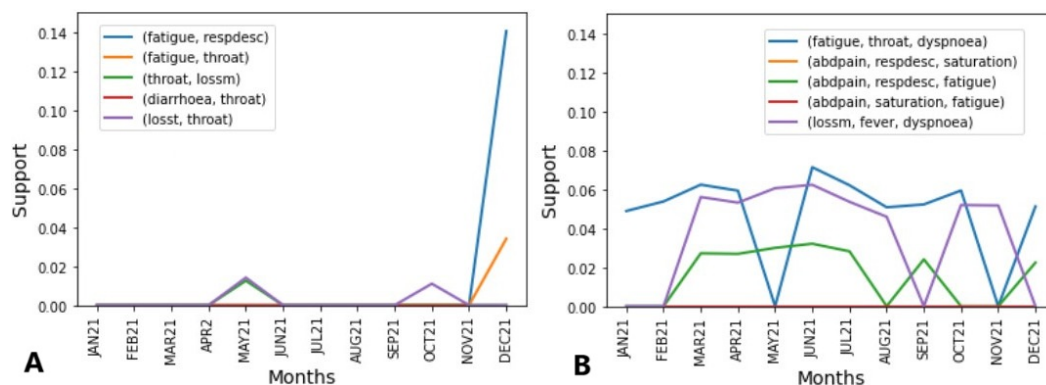 0.14
0.12
0.10
0.08
0.06
0.04
0.02
0.00
Support
(fatigue, respdesc)
(fatigue, throat)
(throat, lossm)
(diarrhoea, throat)
(losst, throat)
JAN21
FEB21
MAR21
APR2
MAY21
JUN21
JUL21
AUG21
SEP21
OCT21
NOV21
DEC21
Months
A
0.14
0.12
0.10
0.08
0.06
0.04
0.02
0.00
Support
(fatigue, throat, dyspnoea)
(abdpain, respdesc, saturation)
(abdpain, respdesc, fatigue)
(abdpain, saturation, fatigue)
(lossm, fever, dyspnoea)
JAN21
FEB21
MAR21
APR21
MAY21
JUN21
JUL21
AUG21
SEP21
OCT21
NOV21
DEC21
Months
B